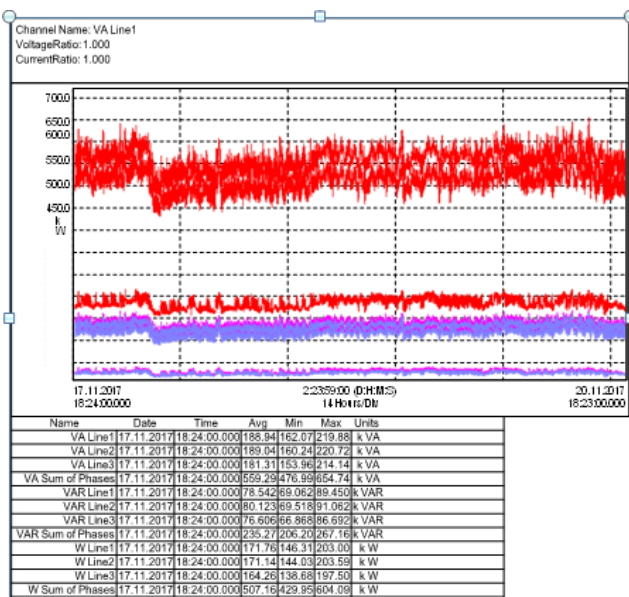 Channel Name: VA Line1
VoltageRatio: 1.000
CurrentRatio: 1.000
700.0
650.0
600.0
550.0
500.0
450.0
k
W
17.11.2017 2:23:59:00 (D:H:M:S) 20.11.2017
18:24:00.000 14 Hours/Div 18:23:00.000
Name Date Time Avg Min Max Units
VA Line1 17.11.2017 18:24:00.000 188.94 162.07 219.88 k VA
VA Line2 17.11.2017 18:24:00.000 189.04 160.24 220.72 k VA
VA Line3 17.11.2017 18:24:00.000 181.31 153.96 214.14 k VA
VA Sum of Phases 17.11.2017 18:24:00.000 559.29 476.99 654.74 k VA
VAR Line1 17.11.2017 18:24:00.000 78.542 69.062 89.450 k VAR
VAR Line2 17.11.2017 18:24:00.000 80.123 69.518 91.062 k VAR
VAR Line3 17.11.2017 18:24:00.000 76.606 66.868 86.692 k VAR
VAR Sum of Phases 17.11.2017 18:24:00.000 235.27 206.20 267.16 k VAR
W Line1 17.11.2017 18:24:00.000 171.76 146.31 203.00 k W
W Line2 17.11.2017 18:24:00.000 171.14 144.03 203.59 k W
W Line3 17.11.2017 18:24:00.000 164.26 138.68 197.50 k W
W Sum of Phases 17.11.2017 18:24:00.000 507.16 429.95 604.09 k W